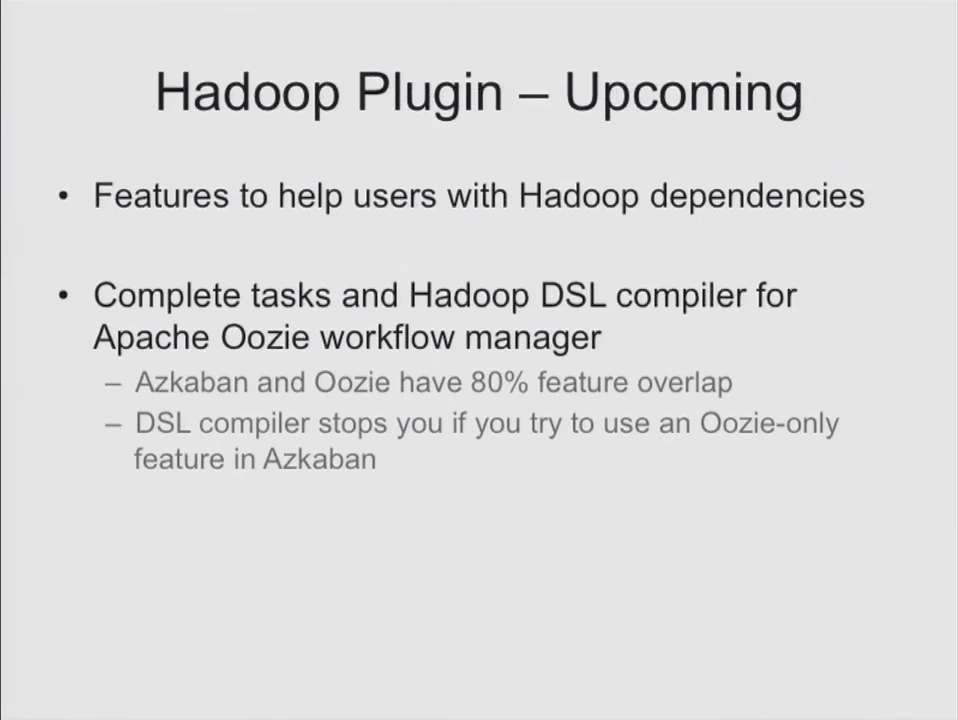 Hadoop Plugin – Upcoming
• Features to help users with Hadoop dependencies
• Complete tasks and Hadoop DSL compiler for
Apache Oozie workflow manager
– Azkaban and Oozie have 80% feature overlap
– DSL compiler stops you if you try to use an Oozie-only
feature in Azkaban